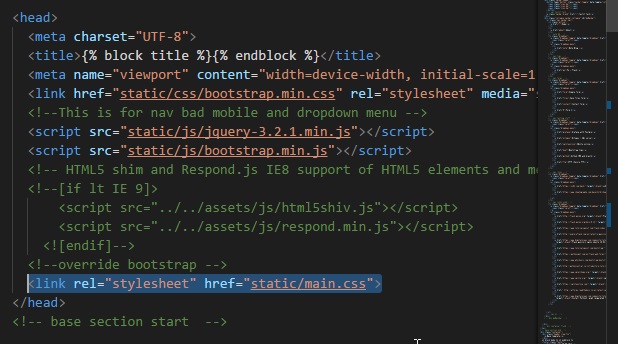 <head>
<meta charset="UTF-8">
<title>{% block title %}{% endblock %}</title>
<meta name="viewport" content="width=device-width, initial-scale=1
<link href="static/css/bootstrap.min.css" rel="stylesheet" media="
<!--This is for nav bad mobile and dropdown menu -->
<script src="static/js/jquery-3.2.1.min.js"></script>
<script src="static/js/bootstrap.min.js"></script>
<!-- HTML5 shim and Respond.js IE8 support of HTML5 elements and
<!--[if lt IE 9]>
<script src="../../assets/js/html5shiv.js"></script>
<script src="../../assets/js/respond.min.js"></script>
<![endif]-->
<!--override bootstrap -->
<link rel="stylesheet" href="static/main.css">
</head>
<!-- base section start  -->